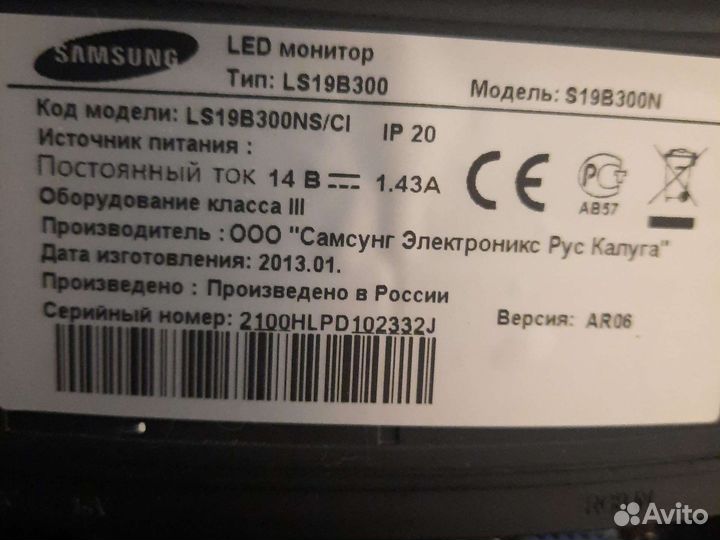 SAMSUNG
LED монитор
Тип: LS19B300
Модель: S19B300N
Код модели: LS19B300NS/CI
IP 20
Источник питания :
Постоянный ток 14 В 1.43A
Оборудование класса III
CE
РС
АВ57
Производитель : ООО "Самсунг Электроникс Рус Калуга"
Дата изготовления: 2013.01.
Произведено : Произведено в России
Серийный номер: 2100HLPD102332J
Версия: AR06
Avito